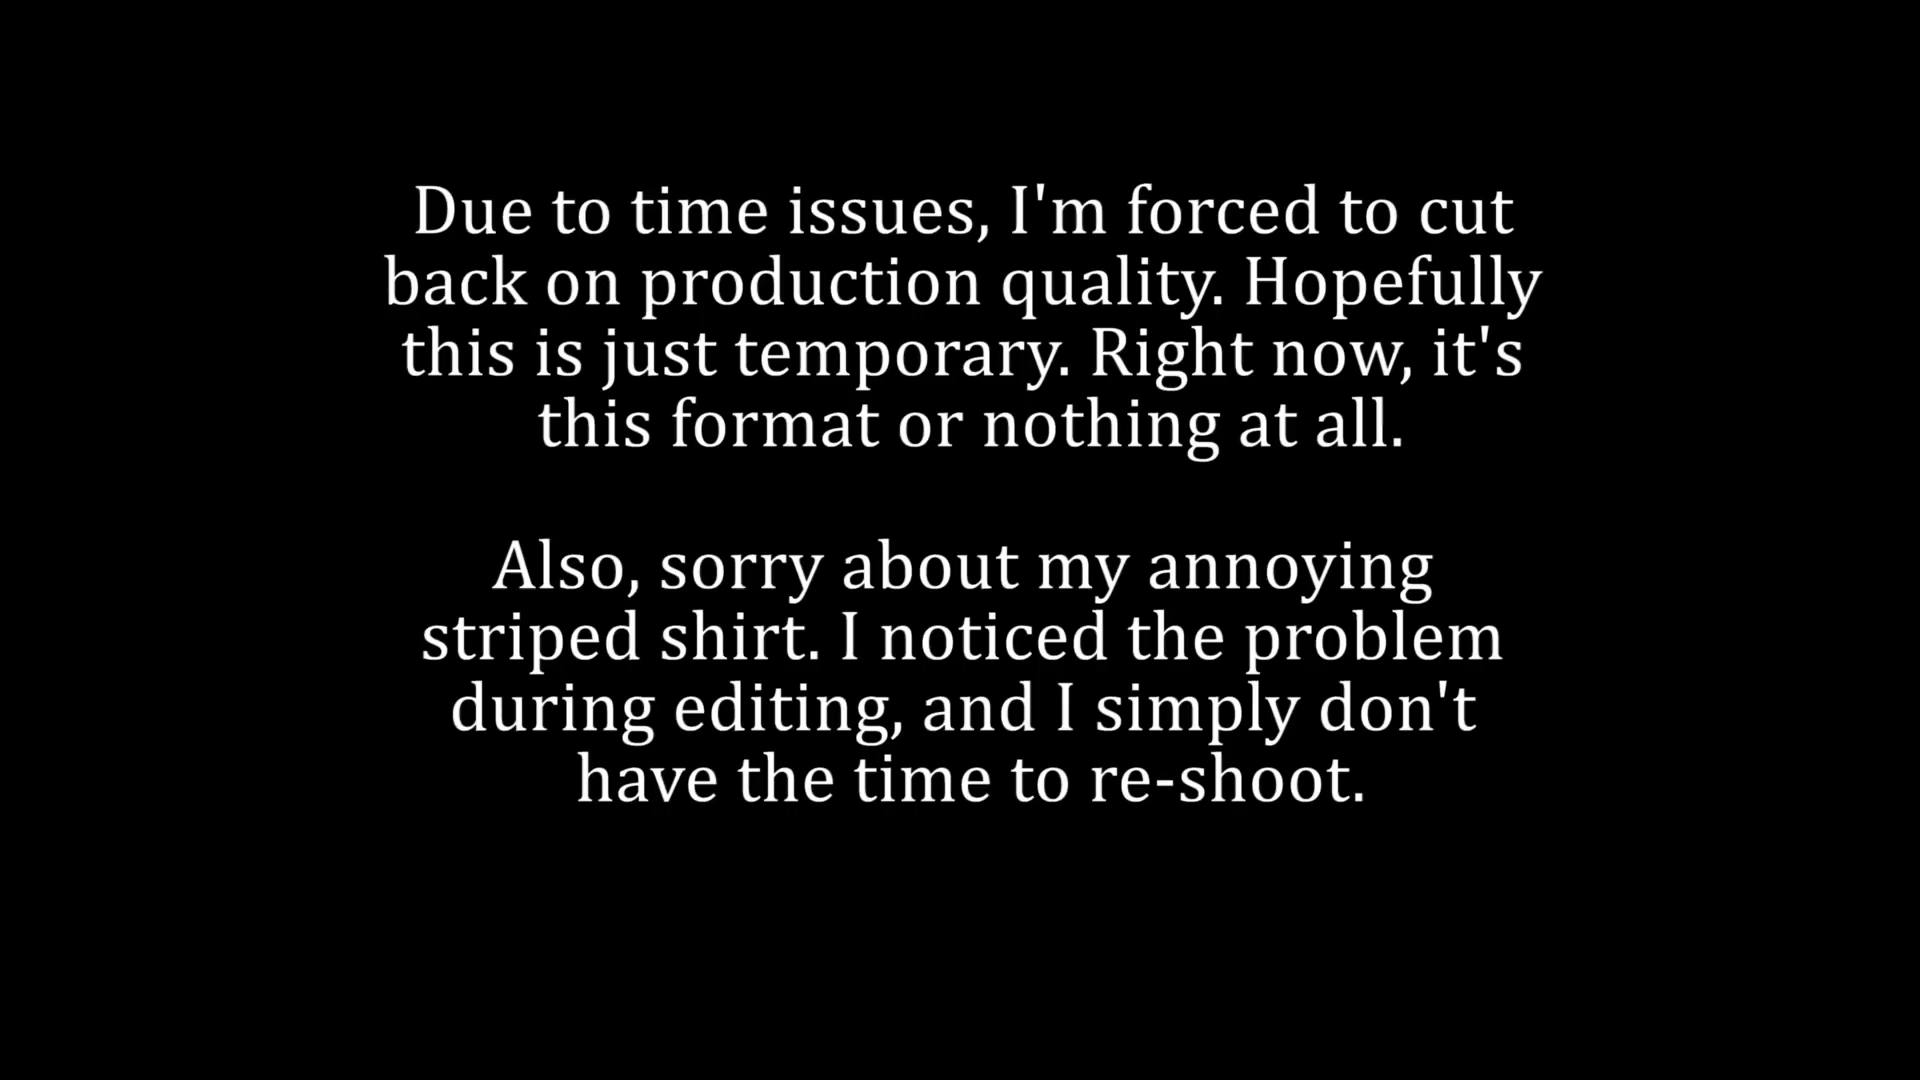 Due to time issues, I'm forced to cut
back on production quality. Hopefully
this is just temporary. Right now, it's
this format or nothing at all.
Also, sorry about my annoying
striped shirt. I noticed the problem
during editing, and I simply don't
have the time to re-shoot.